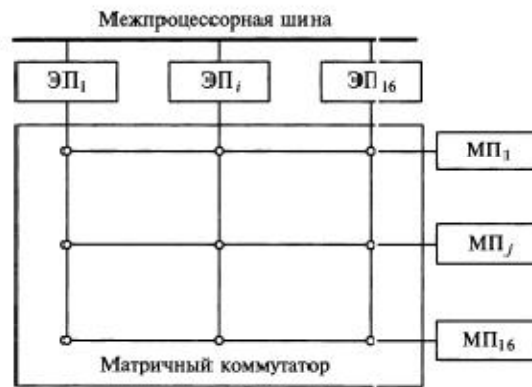 Межпроцессорная шина
ЭП₁ ЭП𝑖 ЭП₁₆
МП₁
МП𝑗
МП₁₆
Матричный коммутатор